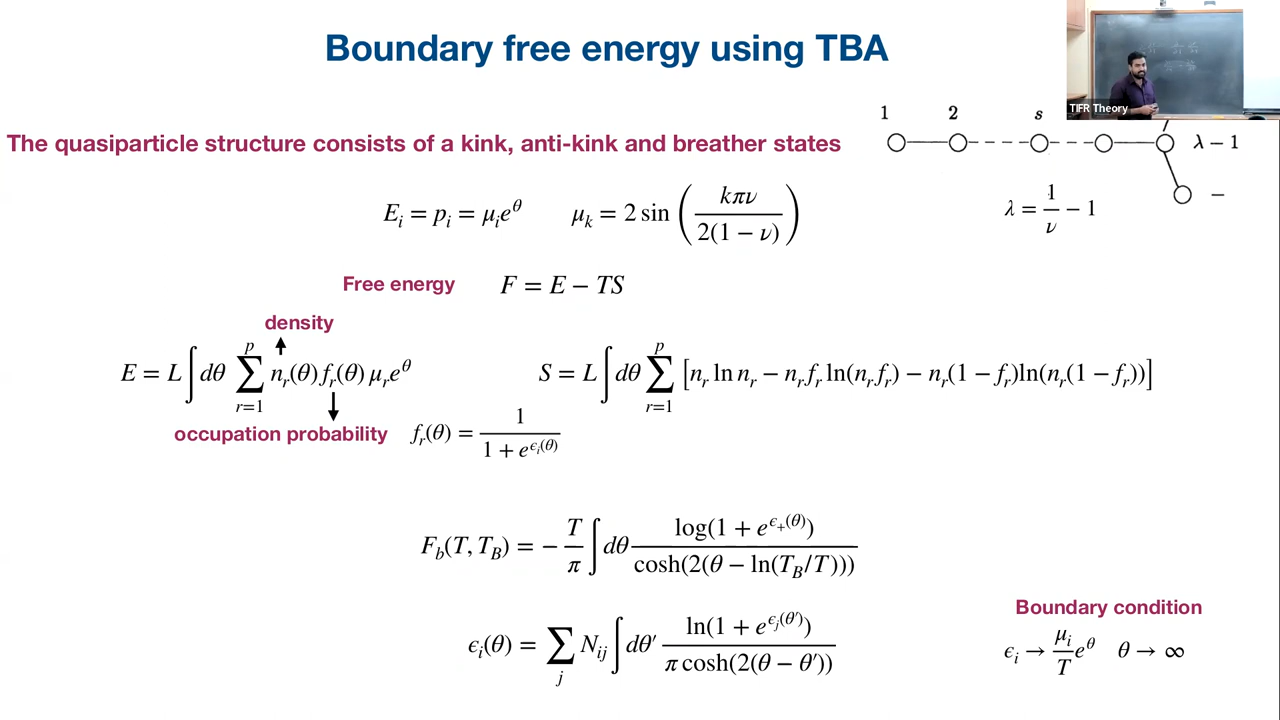 Boundary free energy using TBA
TIFR Theory
The quasiparticle structure consists of a kink, anti-kink and breather states
1 2 s λ − 1
−
E_i = p_i = μ_i e^θ    μ_k = 2 sin ( kπν / 2(1 − ν) )
λ = 1/ν − 1
Free energy F = E − TS
density
E = L ∫ dθ ∑_{r=1}^{p} n_r(θ) f_r(θ) μ_r e^θ    S = L ∫ dθ ∑_{r=1}^{p} [n_r ln n_r − n_r f_r ln(n_r f_r) − n_r(1 − f_r)ln(n_r(1 − f_r))]
occupation probability f_r(θ) = 1 / (1 + e^{ϵ_i(θ)})
F_b(T, T_B) = − T/π ∫ dθ log(1 + e^{ϵ_+(θ)}) / cosh(2(θ − ln(T_B/T)))
Boundary condition
ϵ_i(θ) = ∑_j N_{ij} ∫ dθ′ ln(1 + e^{ϵ_j(θ′)}) / π cosh(2(θ − θ′))
ϵ_i → μ_i/T e^θ    θ → ∞